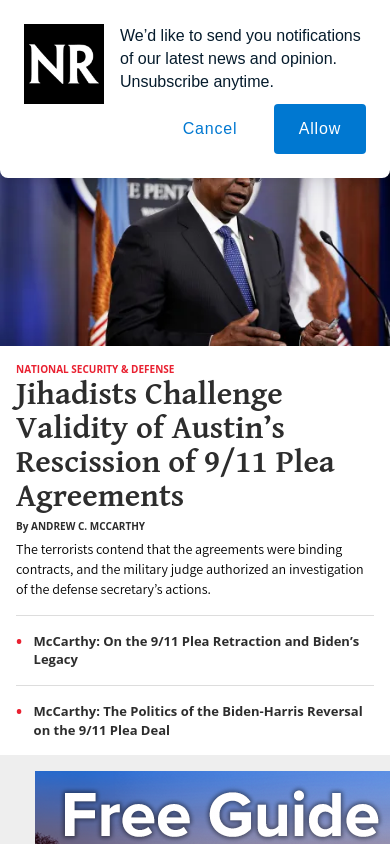 NR
We’d like to send you notifications
of our latest news and opinion.
Unsubscribe anytime.
Cancel
Allow
E PENT
NATIONAL SECURITY & DEFENSE
Jihadists Challenge
Validity of Austin’s
Rescission of 9/11 Plea
Agreements
By ANDREW C. MCCARTHY
The terrorists contend that the agreements were binding
contracts, and the military judge authorized an investigation
of the defense secretary’s actions.
• McCarthy: On the 9/11 Plea Retraction and Biden’s
Legacy
• McCarthy: The Politics of the Biden-Harris Reversal
on the 9/11 Plea Deal
Free Guide